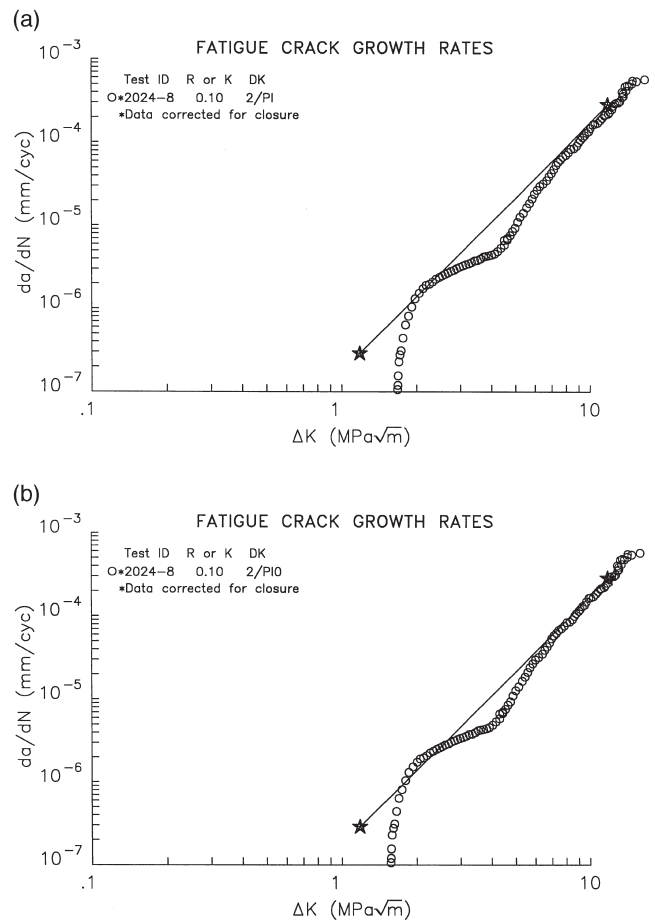 (a)
FATIGUE CRACK GROWTH RATES
Test ID R or K DK
○*2024-8 0.10 2/PI
*Data corrected for closure
10⁻³
10⁻⁴
10⁻⁵
10⁻⁶
10⁻⁷
da/dN (mm/cyc)
.1 1 10
ΔK (MPa√m)
(b)
FATIGUE CRACK GROWTH RATES
Test ID R or K DK
○*2024-8 0.10 2/PI0
*Data corrected for closure
10⁻³
10⁻⁴
10⁻⁵
10⁻⁶
10⁻⁷
da/dN (mm/cyc)
.1 1 10
ΔK (MPa√m)